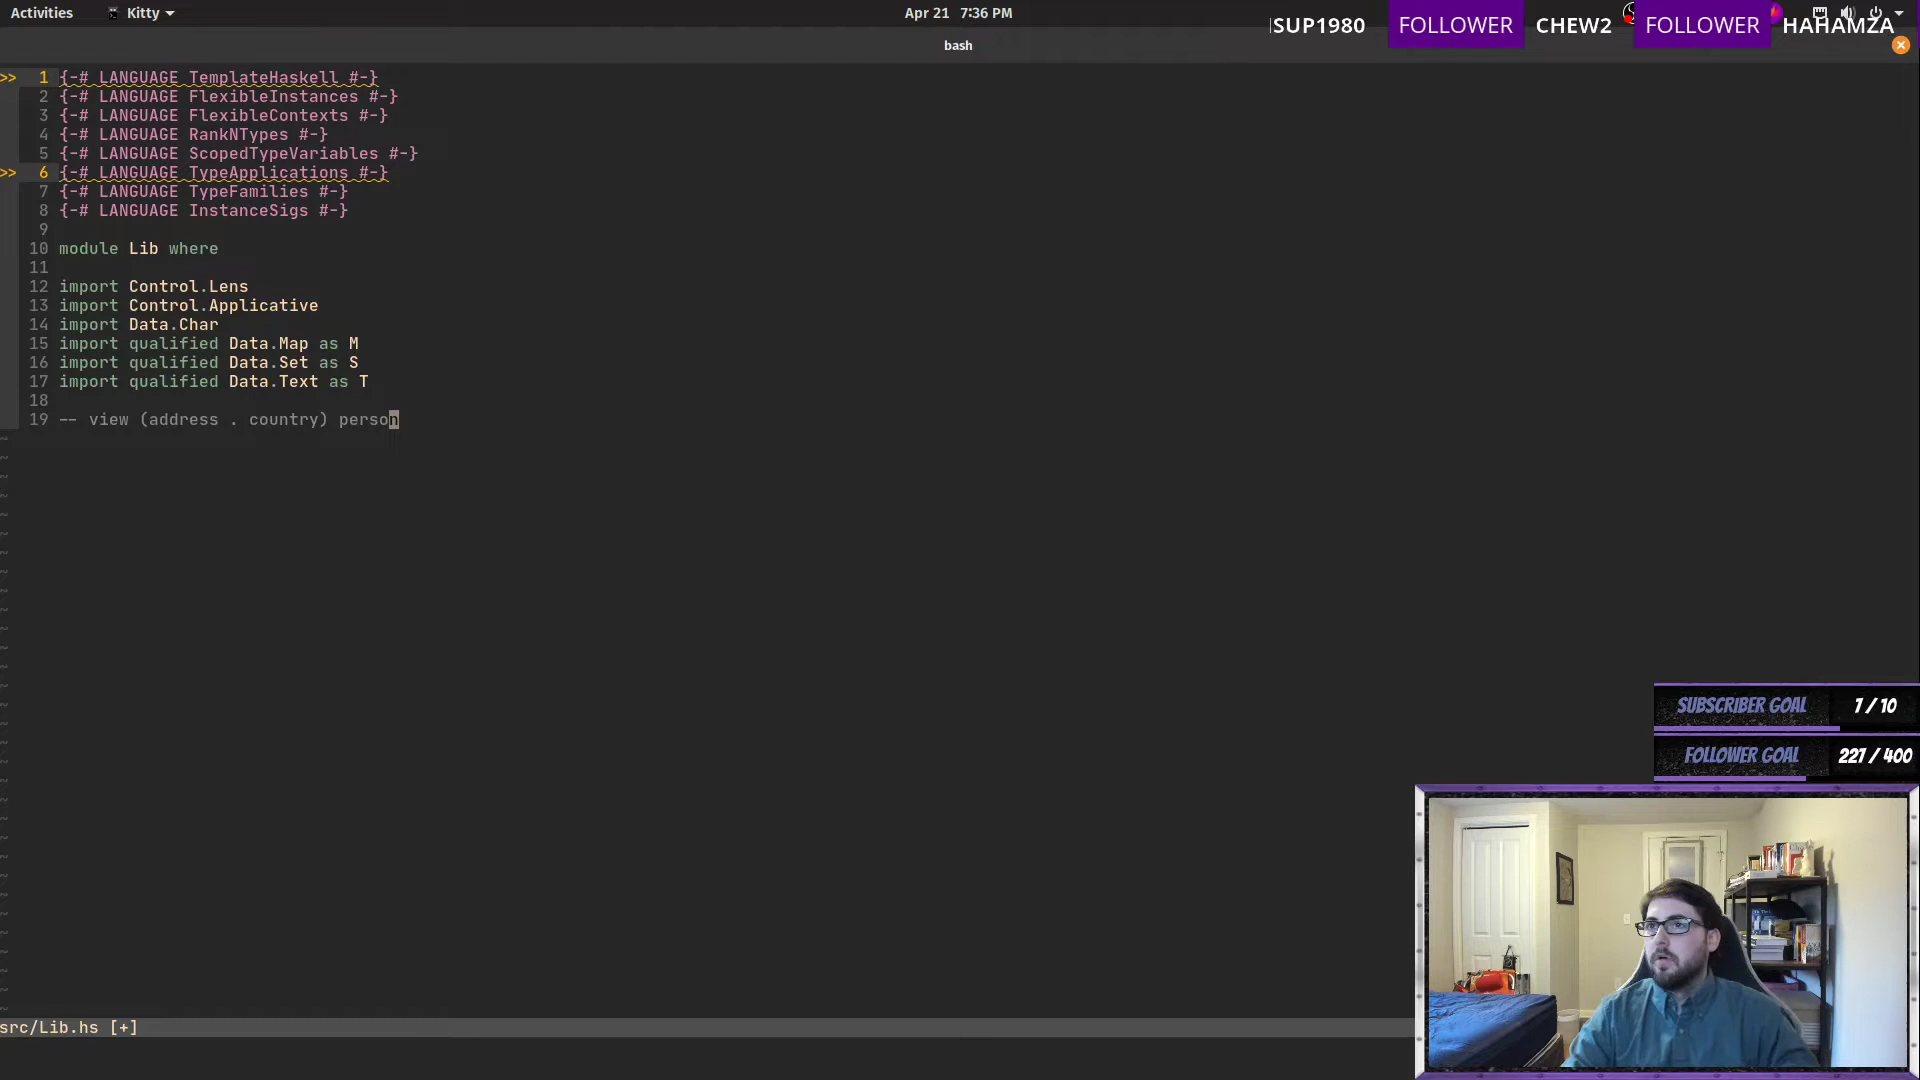 Activities
Kitty
Apr 21 7:36 PM
SUP1980 FOLLOWER CHEW2 FOLLOWER HAHAMZA
bash
>> 1 {-# LANGUAGE TemplateHaskell #-}
2 {-# LANGUAGE FlexibleInstances #-}
3 {-# LANGUAGE FlexibleContexts #-}
4 {-# LANGUAGE RankNTypes #-}
5 {-# LANGUAGE ScopedTypeVariables #-}
>> 6 {-# LANGUAGE TypeApplications #-}
7 {-# LANGUAGE TypeFamilies #-}
8 {-# LANGUAGE InstanceSigs #-}
9
10 module Lib where
11
12 import Control.Lens
13 import Control.Applicative
14 import Data.Char
15 import qualified Data.Map as M
16 import qualified Data.Set as S
17 import qualified Data.Text as T
18
19 -- view (address . country) person
SUBSCRIBER GOAL 7 / 10
FOLLOWER GOAL 227 / 400
src/Lib.hs [+]